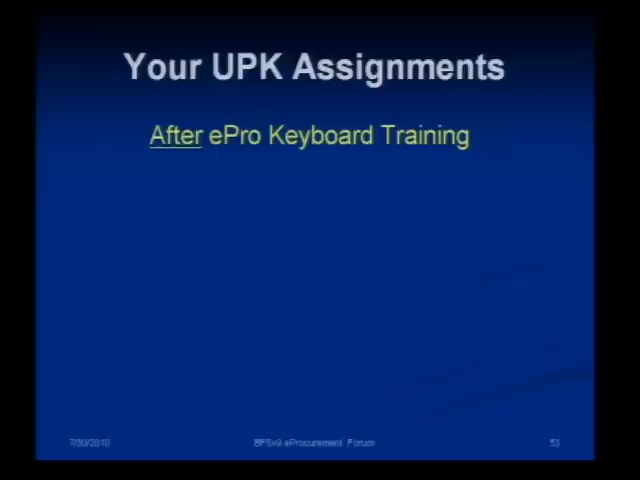 Your UPK Assignments
After ePro Keyboard Training
7/30/2010
BFSv9 eProcurement Forum
53